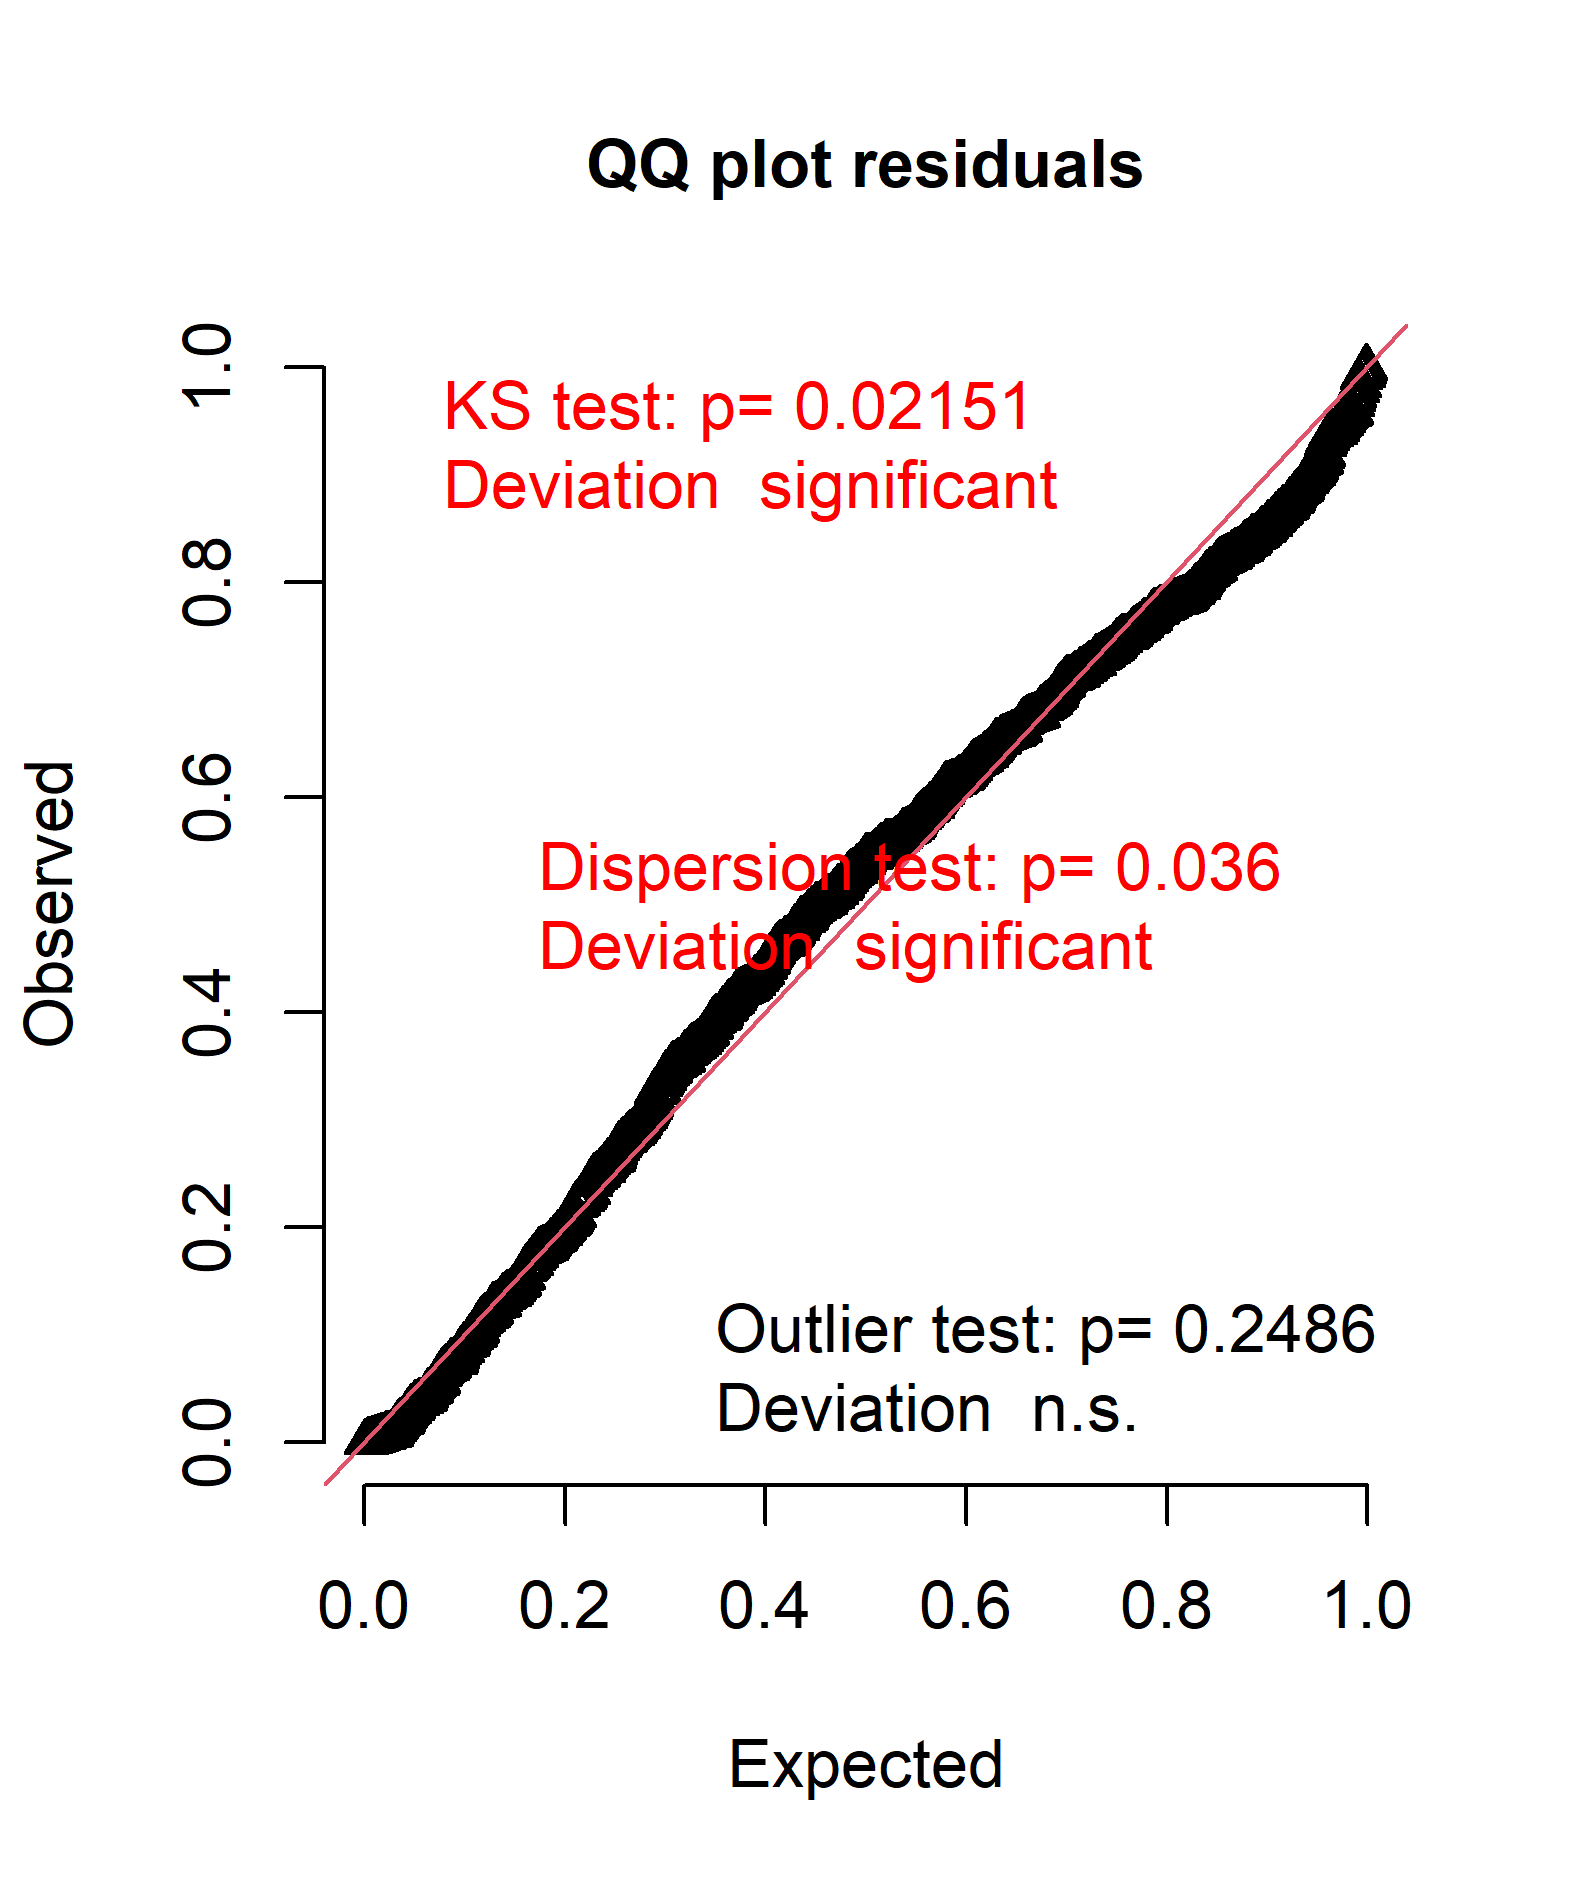 QQ plot residuals
KS test: p= 0.02151
Deviation  significant
Dispersion test: p= 0.036
Deviation  significant
Outlier test: p= 0.2486
Deviation  n.s.
Observed
0.0 0.2 0.4 0.6 0.8 1.0
0.0 0.2 0.4 0.6 0.8 1.0
Expected